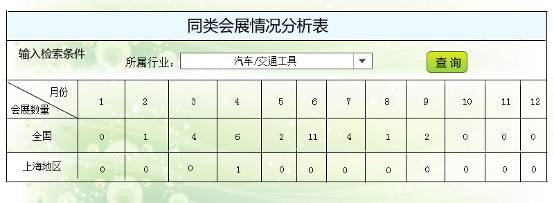 同类会展情况分析表
输入检索条件
所属行业： 汽车/交通工具 查询
月份
会展数量 1 2 3 4 5 6 7 8 9 10 11 12
全国 0 1 4 6 2 11 4 1 2 0 0 0
上海地区 0 0 0 1 0 0 0 0 0 0 0 0